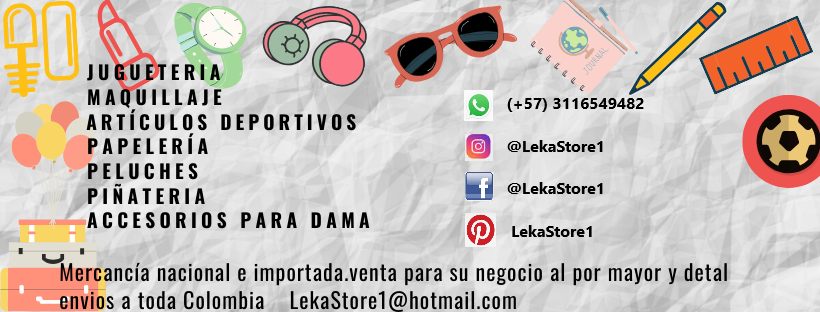 JUGUETERIA
MAQUILLAJE
ARTÍCULOS DEPORTIVOS
PAPELERÍA
PELUCHES
PIÑATERIA
ACCESORIOS PARA DAMA
(+57) 3116549482
@LekaStore1
@LekaStore1
LekaStore1
JOURNAL
Mercancía nacional e importada.venta para su negocio al por mayor y detal
envios a toda Colombia LekaStore1@hotmail.com